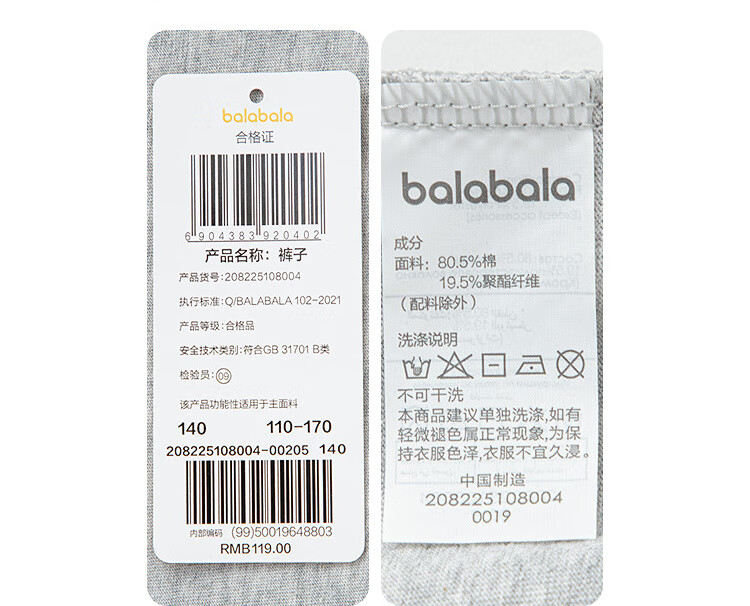 balabala
合格证
6904383920402
产品名称：裤子
产品货号:208225108004
执行标准:Q/BALABALA 102-2021
产品等级:合格品
安全技术类别:符合GB 31701 B类
检验员:09
该产品功能性适用于主面料
140 110-170
208225108004-00205 140
内部编码 (99)50019648803
RMB119.00
balabala
成分
面料：80.5%棉
19.5%聚酯纤维
（配料除外）
洗涤说明
不可干洗
本商品建议单独洗涤,如有
轻微褪色属正常现象,为保
持衣服色泽,衣服不宜久浸。
中国制造
208225108004
0019